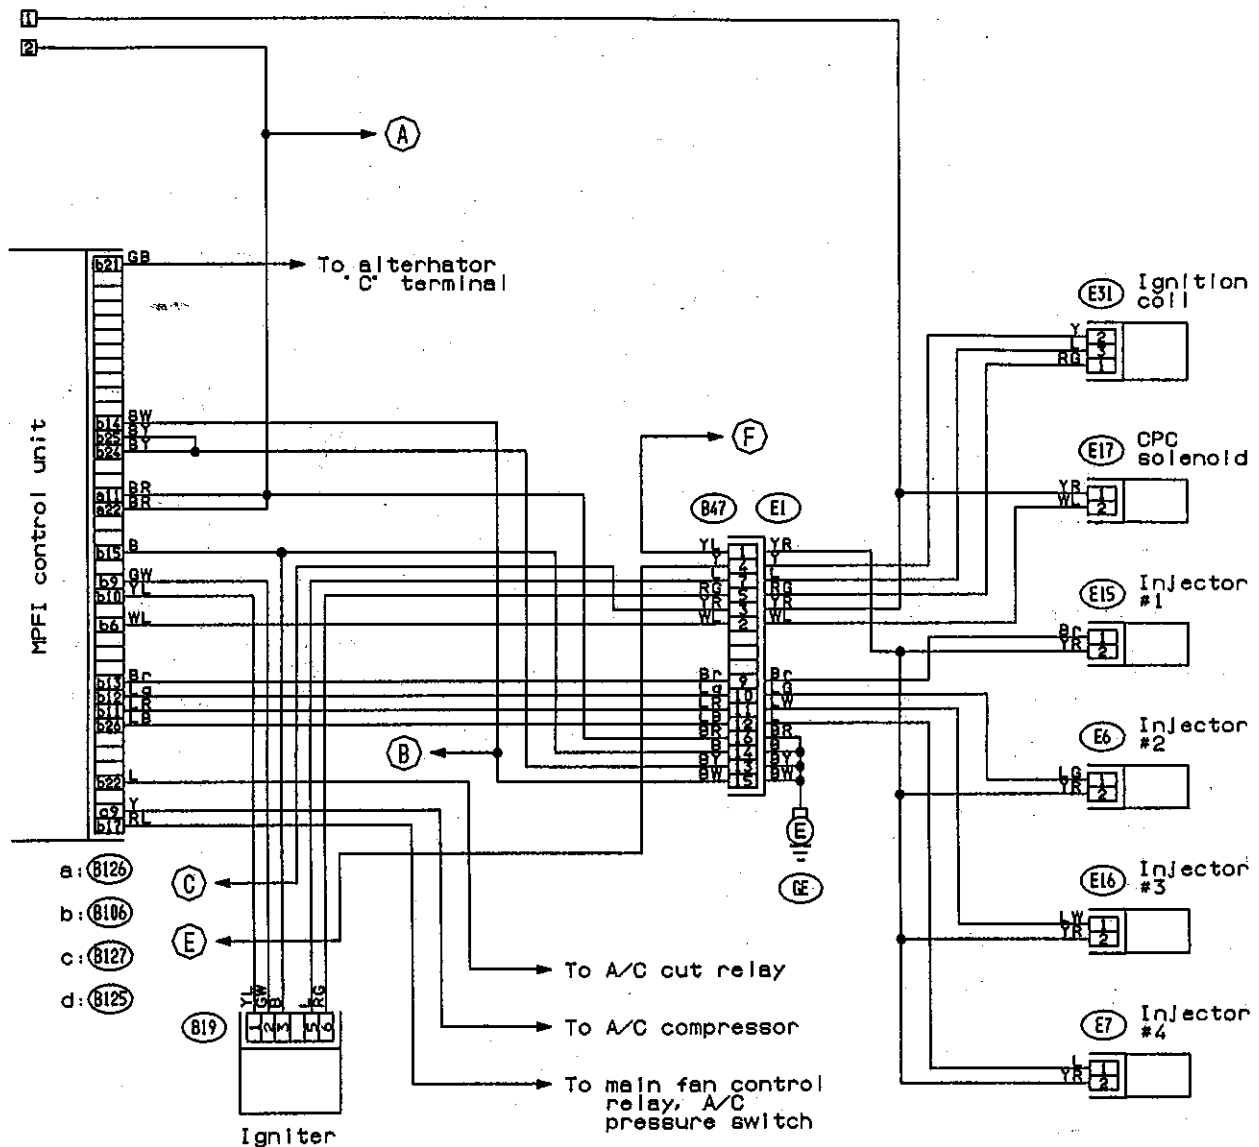 1
2
A
b21 GB
To alterhator
"C" terminal
MPFI control unit
b14 BW
b25 BY
b24 BY
a11 BR
a22 BR
b15 B
b9 GW
b10 YL
b6 WL
b13 Br
b12 Lg
b11 LR
b26 LB
b22 L
c9 Y
b17 RL
a: B126
b: B106
c: B127
d: B125
F
B47 E1
YL 1 YR
Y Y
L 7 L
RG 5 RG
YR 3 YR
WL 2 WL
Br 9 Br
Lg 10 LG
LR 11 LW
LB 12 L
BR 16 BR
B 4 B
BY 13 BY
BW 15 BW
E
GE
B
C
E
To A/C cut relay
To A/C compressor
To main fan control
relay, A/C
pressure switch
B19
YL GW B L RG
1 2 3 5 6
Igniter
E31 Ignition
coil
Y 2
L 3
RG 1
E17 CPC
solenoid
YR 1
WL 2
E15 Injector
#1
Br 1
YR 2
E6 Injector
#2
LG 1
YR 2
E16 Injector
#3
LW 1
YR 2
E7 Injector
#4
L 1
YR 2